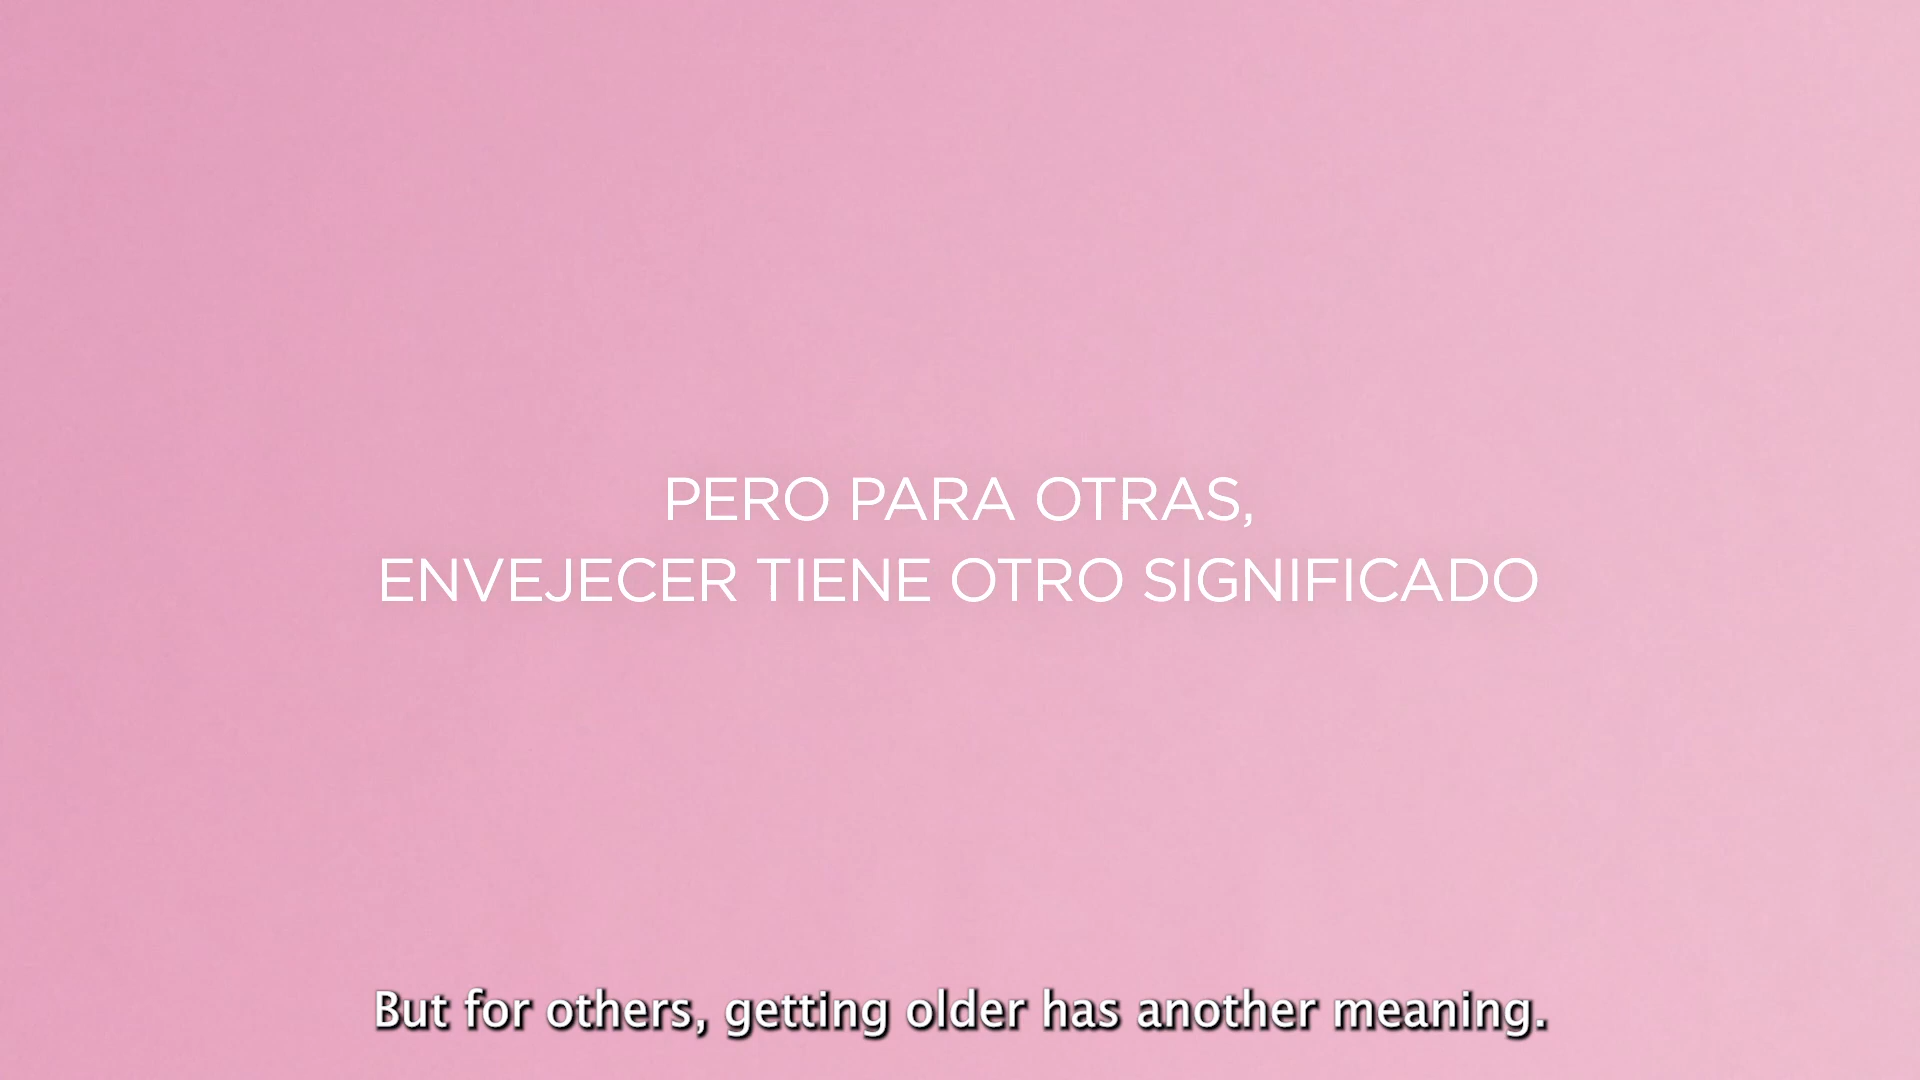 PERO PARA OTRAS,
ENVEJECER TIENE OTRO SIGNIFICADO
But for others, getting older has another meaning.